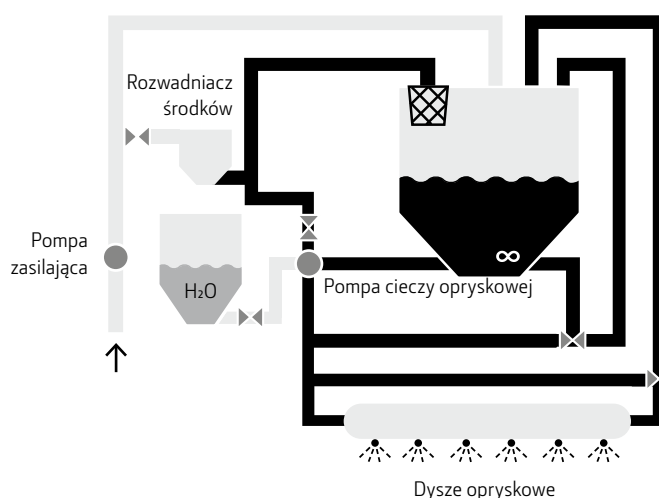 Rozwadniacz
środków
Pompa
zasilająca
H₂O
∞
Pompa cieczy opryskowej
Dysze opryskowe